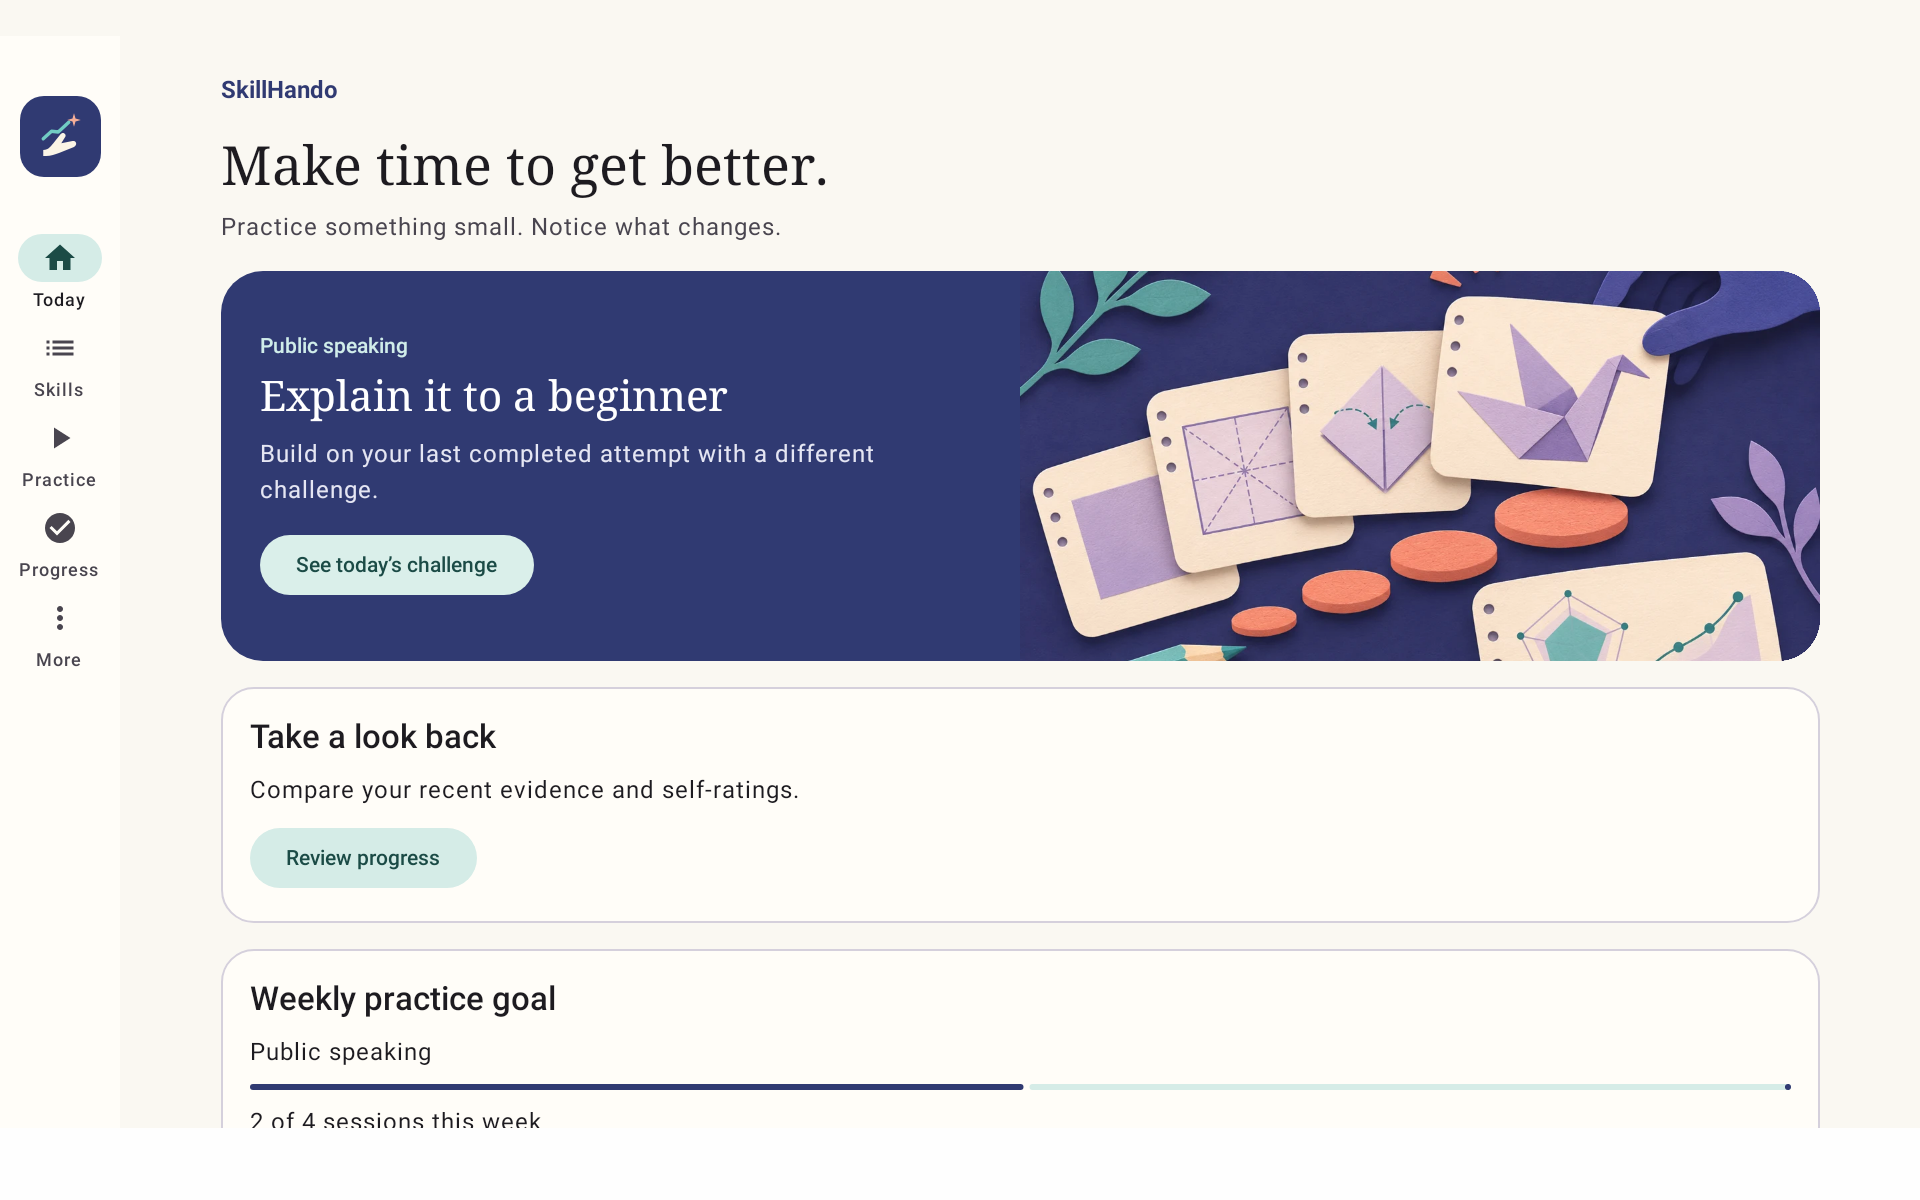 SkillHando
Make time to get better.
Practice something small. Notice what changes.
Today
Skills
Practice
Progress
More
Public speaking
Explain it to a beginner
Build on your last completed attempt with a different
challenge.
See today’s challenge
Take a look back
Compare your recent evidence and self-ratings.
Review progress
Weekly practice goal
Public speaking
2 of 4 sessions this week